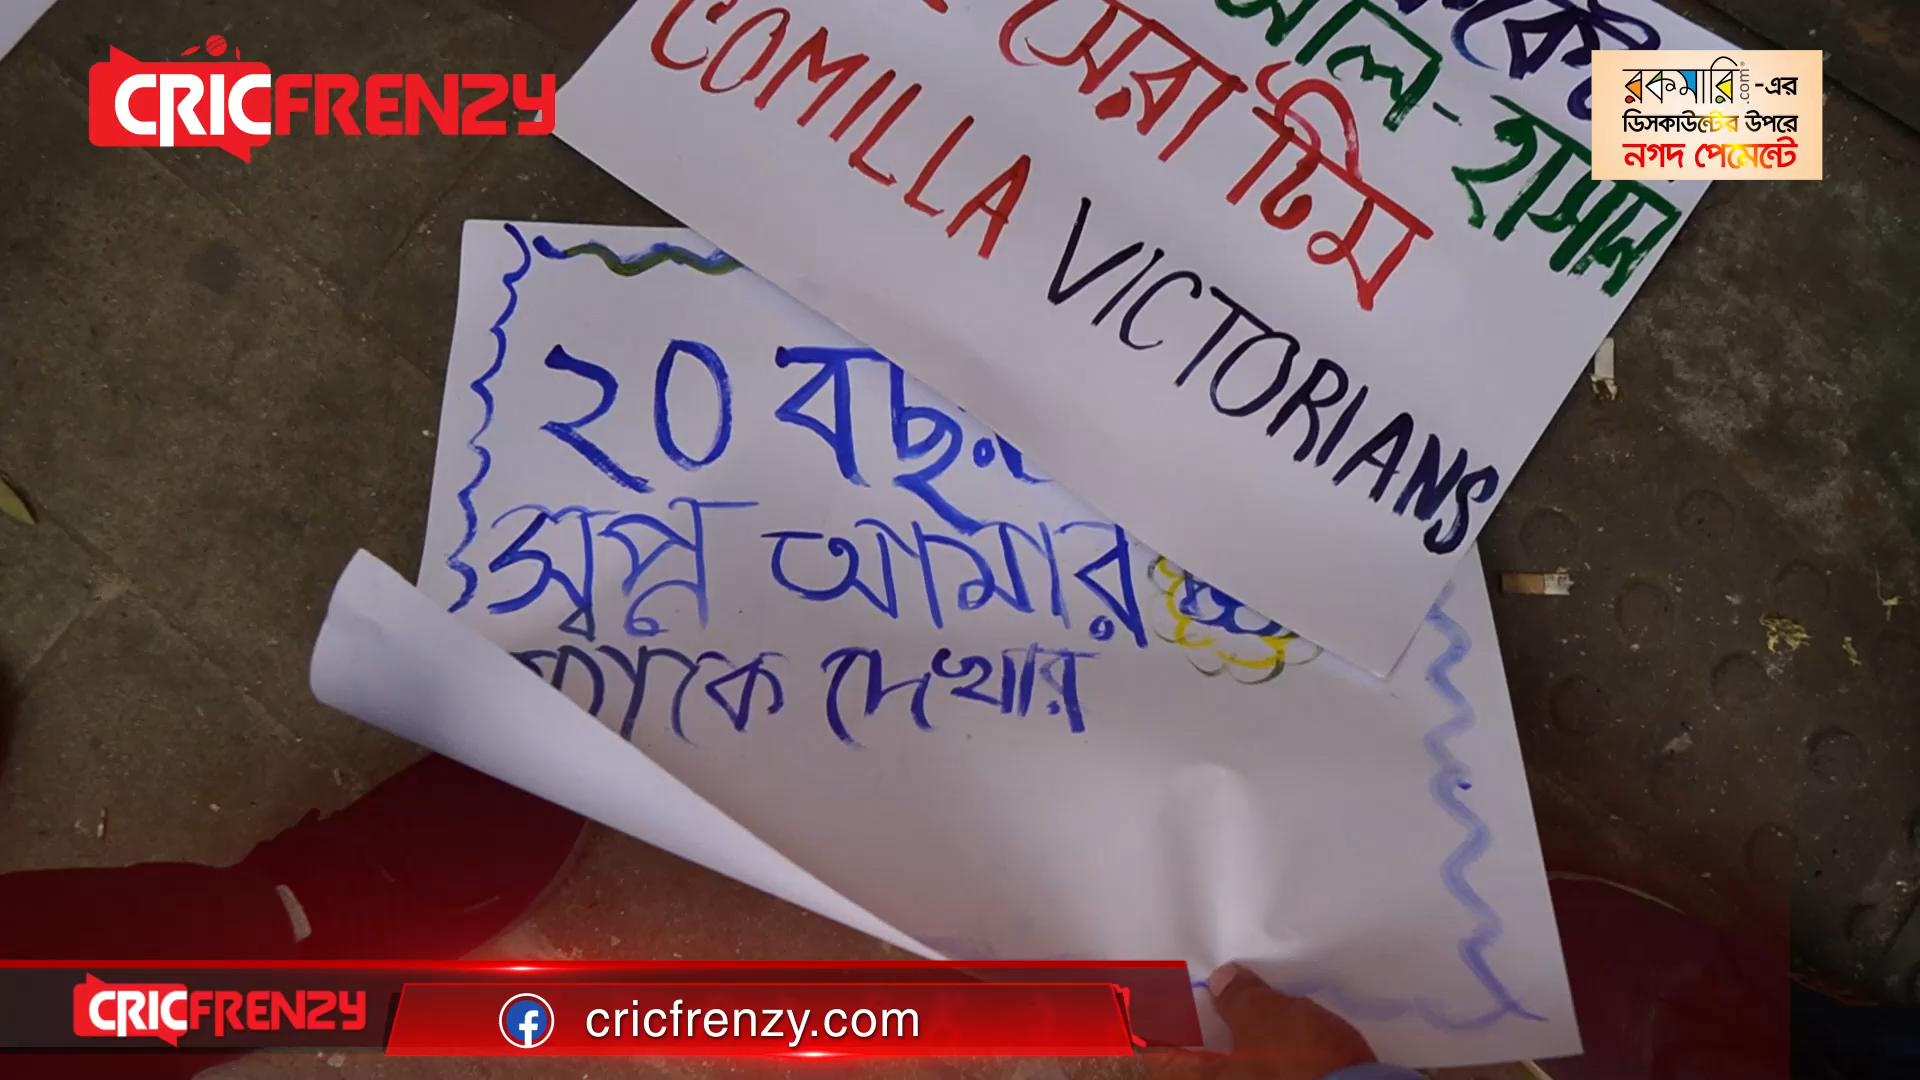 CRICFRENZY
রকমারি.com -এর
ডিসকাউন্টের উপরে
নগদ পেমেন্টে
হাসান
সেরা টিম
COMILLA VICTORIANS
২০ বছর
স্বপ্ন আমার
তাকে দেখার
CRICFRENZY
cricfrenzy.com